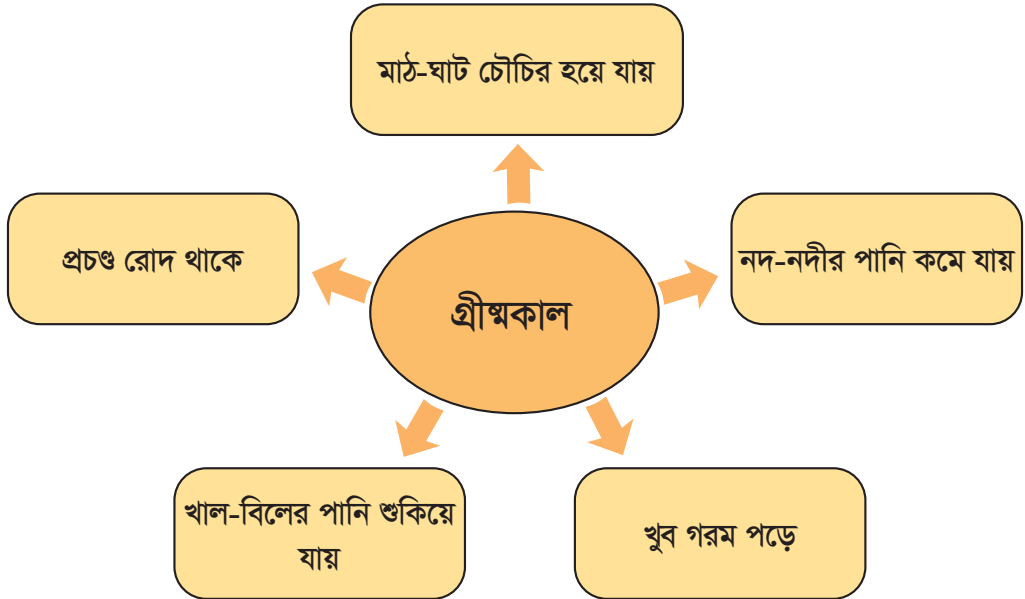 মাঠ-ঘাট চৌচির হয়ে যায়
প্রচণ্ড রোদ থাকে
নদ-নদীর পানি কমে যায়
গ্রীষ্মকাল
খাল-বিলের পানি শুকিয়ে
যায়
খুব গরম পড়ে